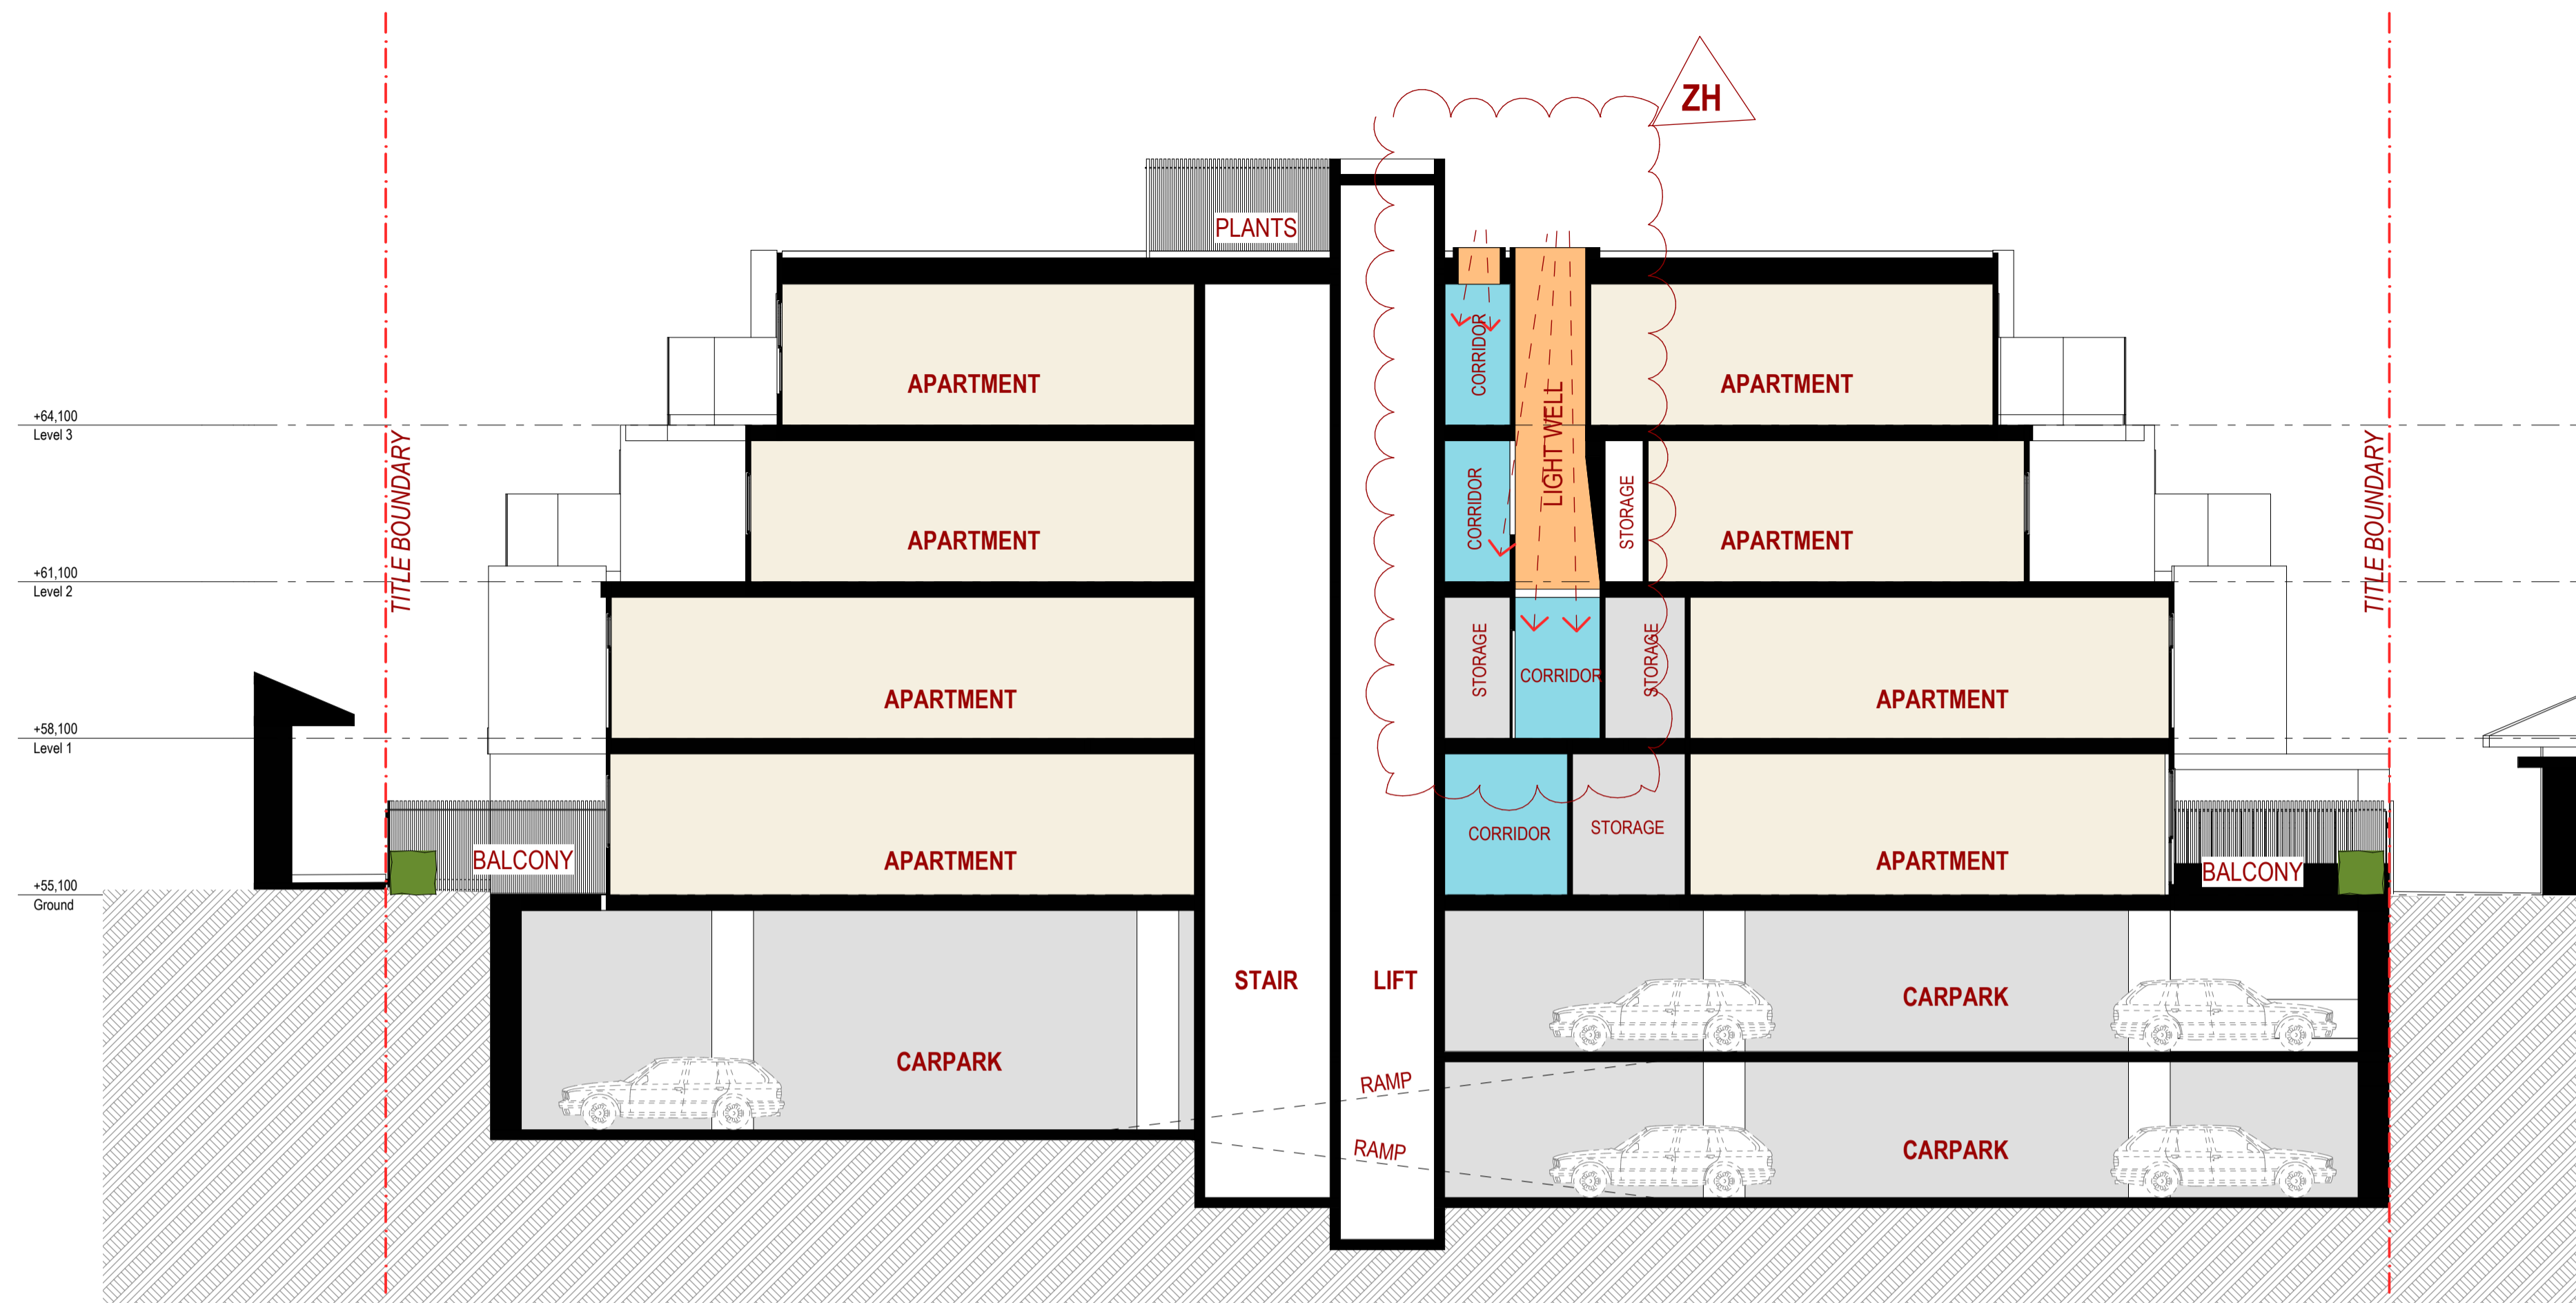 ZH
PLANTS
APARTMENT
CORRIDOR
LIGHT WELL
APARTMENT
+64,100
Level 3
TITLE BOUNDARY
TITLE BOUNDARY
APARTMENT
CORRIDOR
STORAGE
APARTMENT
+61,100
Level 2
APARTMENT
STORAGE
CORRIDOR
STORAGE
APARTMENT
+58,100
Level 1
BALCONY
APARTMENT
CORRIDOR
STORAGE
APARTMENT
BALCONY
+55,100
Ground
STAIR
LIFT
CARPARK
CARPARK
RAMP
RAMP
CARPARK